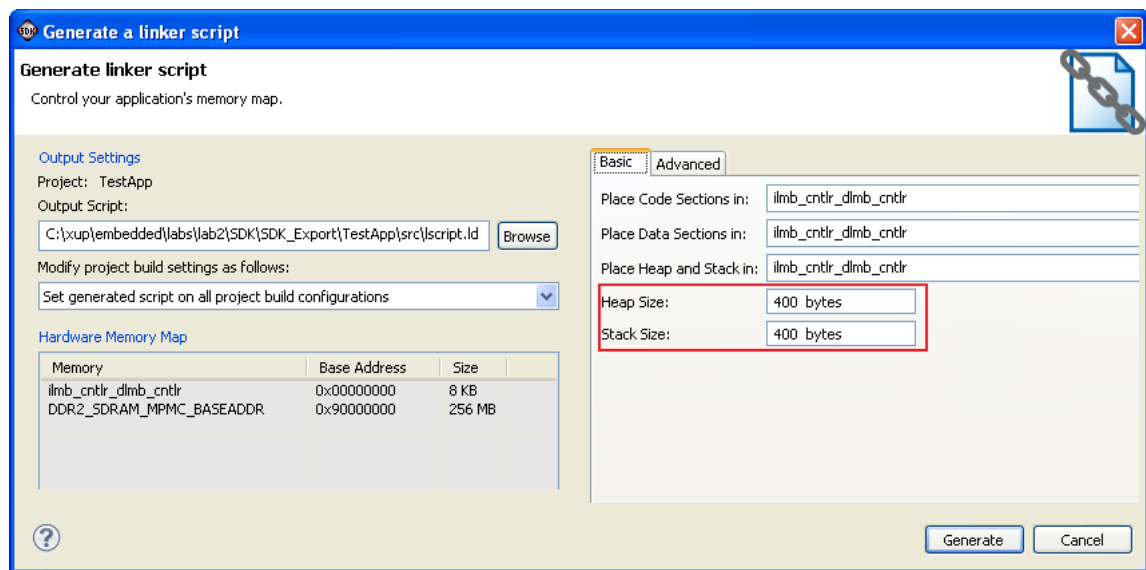 SDK Generate a linker script
Generate linker script
Control your application's memory map.
Output Settings
Project: TestApp
Output Script:
C:\xup\embedded\labs\lab2\SDK\SDK_Export\TestApp\src\lscript.ld Browse
Modify project build settings as follows:
Set generated script on all project build configurations
Hardware Memory Map
Memory Base Address Size
ilmb_cntlr_dlmb_cntlr 0x00000000 8 KB
DDR2_SDRAM_MPMC_BASEADDR 0x90000000 256 MB
Basic Advanced
Place Code Sections in: ilmb_cntlr_dlmb_cntlr
Place Data Sections in: ilmb_cntlr_dlmb_cntlr
Place Heap and Stack in: ilmb_cntlr_dlmb_cntlr
Heap Size: 400 bytes
Stack Size: 400 bytes
? Generate Cancel